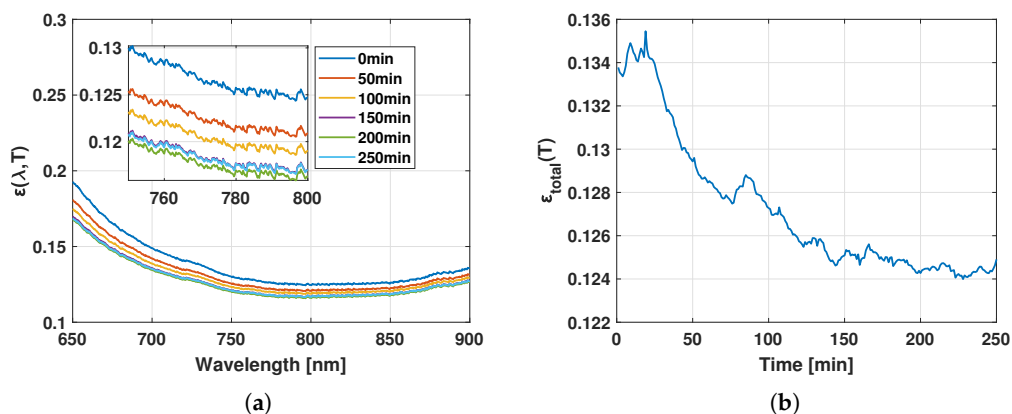 0.3
0.25
0.2
0.15
0.1
ε(λ,T)
0.13
0.125
0.12
760
780
800
0min
50min
100min
150min
200min
250min
650
700
750
800
850
900
Wavelength [nm]
(a)
0.136
0.134
0.132
0.13
0.128
0.126
0.124
0.122
ε_total(T)
0
50
100
150
200
250
Time [min]
(b)